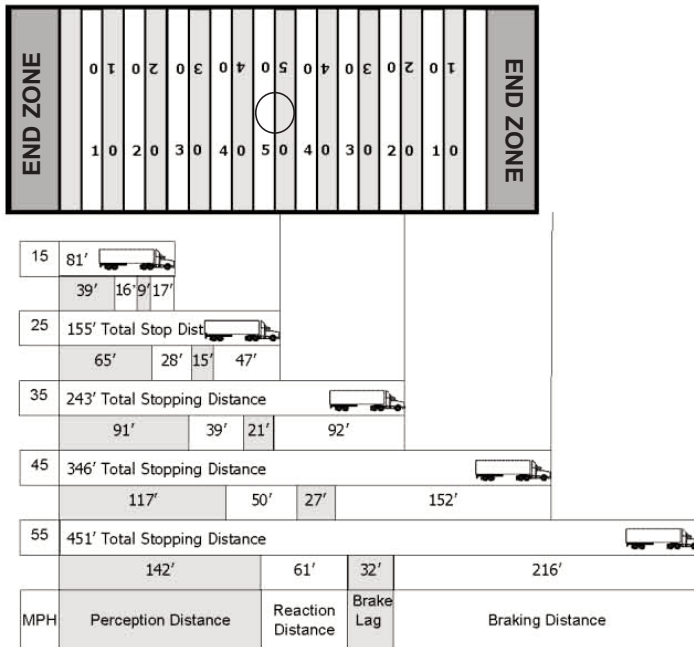 END ZONE
0 1 0 2 0 3 0 4 0 5 0 4 0 3 0 2 0 1
1 0 2 0 3 0 4 0 5 0 4 0 3 0 2 0 1 0
END ZONE
15 81'
39' 16' 9' 17'
25 155' Total Stop Dist
65' 28' 15' 47'
35 243' Total Stopping Distance
91' 39' 21' 92'
45 346' Total Stopping Distance
117' 50' 27' 152'
55 451' Total Stopping Distance
142' 61' 32' 216'
MPH Perception Distance Reaction Distance Brake Lag Braking Distance